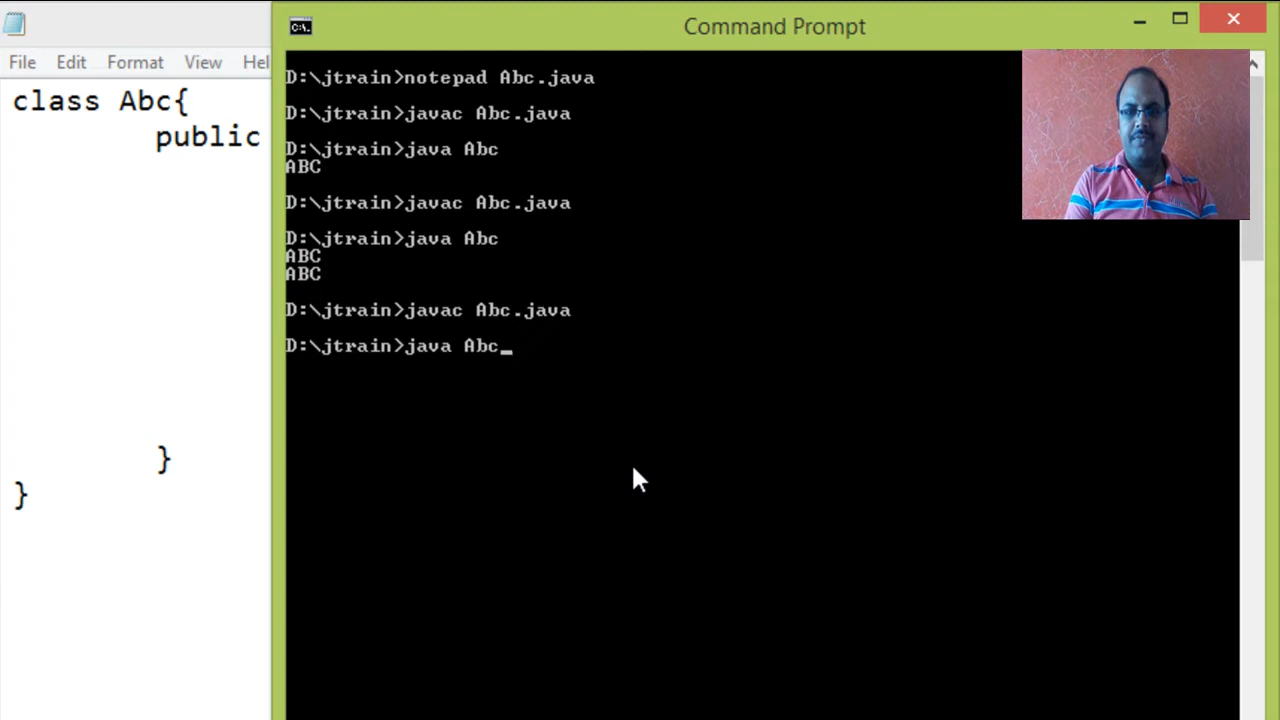 Command Prompt
File Edit Format View Hel
class Abc{
public
}
}
D:\jtrain>notepad Abc.java
D:\jtrain>javac Abc.java
D:\jtrain>java Abc
ABC
D:\jtrain>javac Abc.java
D:\jtrain>java Abc
ABC
ABC
D:\jtrain>javac Abc.java
D:\jtrain>java Abc_